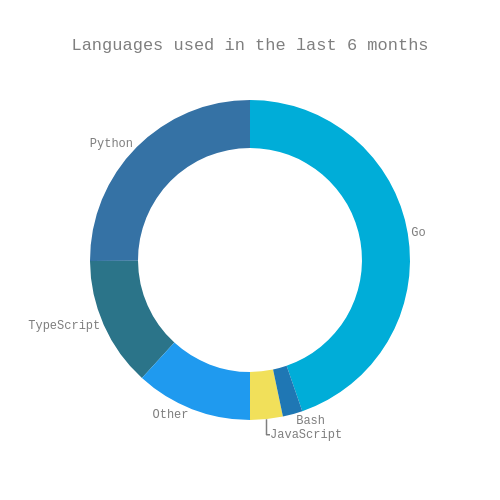 Languages used in the last 6 months
Python
Go
TypeScript
Other
Bash
JavaScript